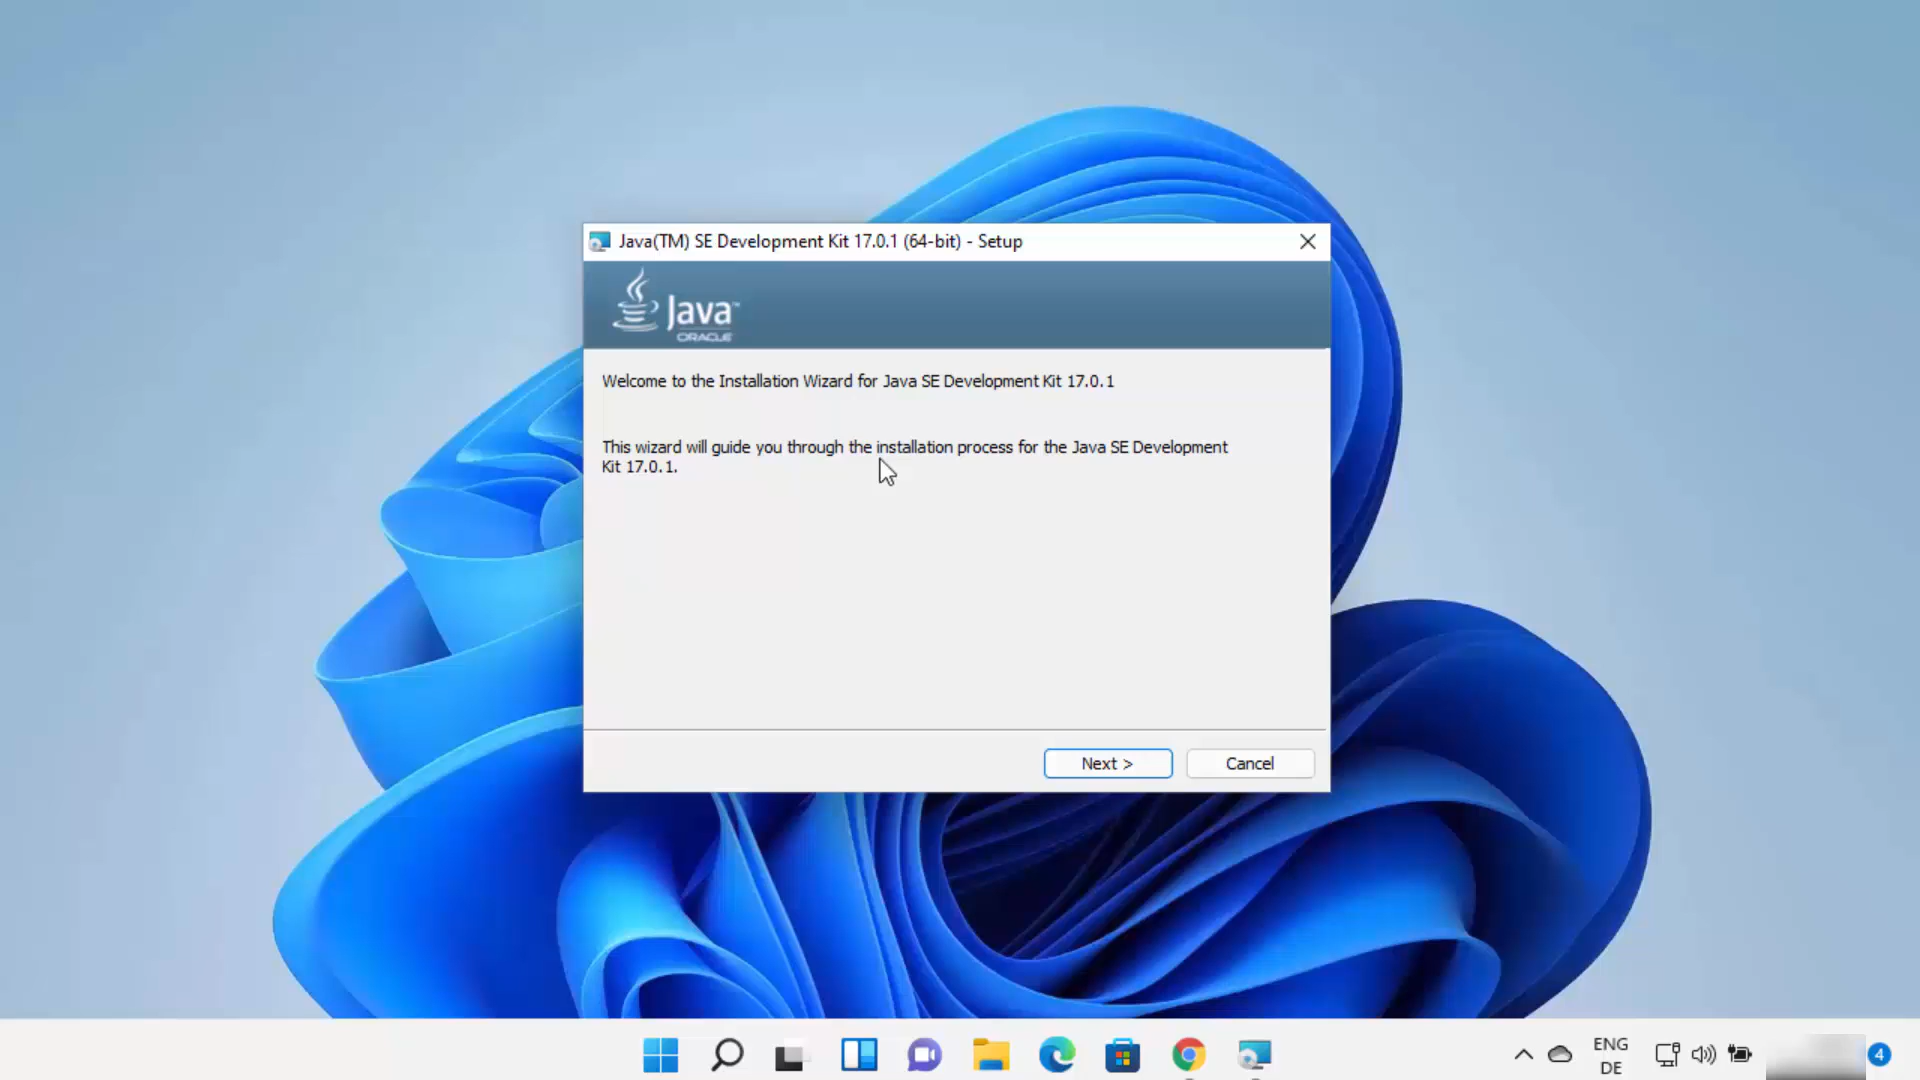 Java(TM) SE Development Kit 17.0.1 (64-bit) - Setup
Java™
ORACLE
Welcome to the Installation Wizard for Java SE Development Kit 17.0.1
This wizard will guide you through the installation process for the Java SE Development
Kit 17.0.1.
Next >
Cancel
ENG
DE
4